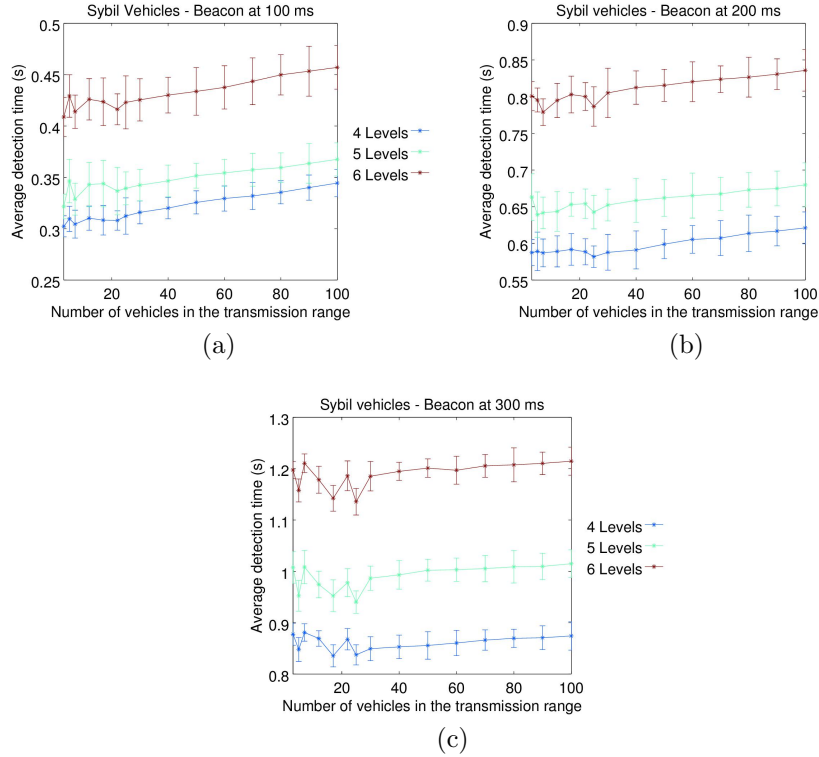 Sybil Vehicles - Beacon at 100 ms
0.5
0.45
0.4
0.35
0.3
0.25
Average detection time (s)
20
40
60
80
100
Number of vehicles in the transmission range
4 Levels
5 Levels
6 Levels
(a)
Sybil vehicles - Beacon at 200 ms
0.9
0.85
0.8
0.75
0.7
0.65
0.6
0.55
Average detection time (s)
20
40
60
80
100
Number of vehicles in the transmission range
(b)
Sybil vehicles - Beacon at 300 ms
1.3
1.2
1.1
1
0.9
0.8
Average detection time (s)
20
40
60
80
100
Number of vehicles in the transmission range
4 Levels
5 Levels
6 Levels
(c)